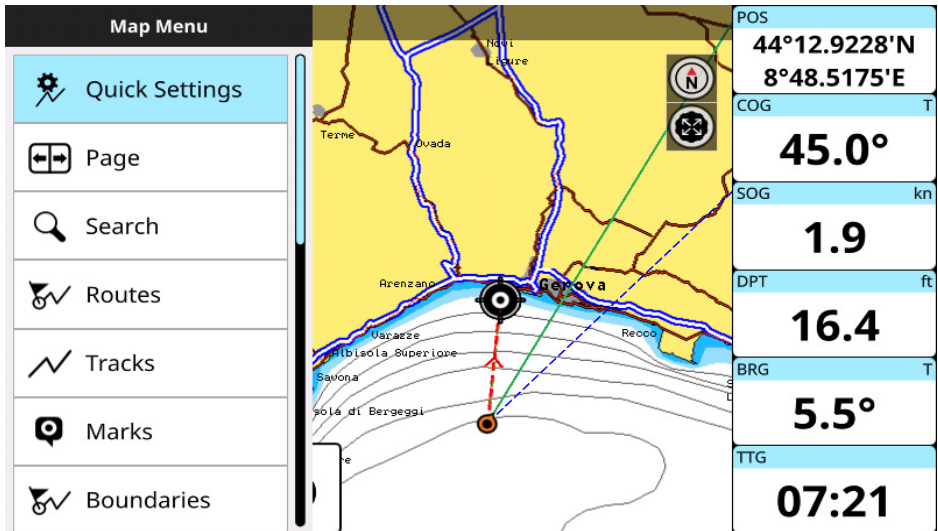 Map Menu
Quick Settings
Page
Search
Routes
Tracks
Marks
Boundaries
Novi
Ligure
Terme
Ovada
N
Arenzano
Genova
Varazze
Recco
Albisola Superiore
Savona
sola di Bergeggi
re
POS
44°12.9228'N
8°48.5175'E
COG T
45.0°
SOG kn
1.9
DPT ft
16.4
BRG T
5.5°
TTG
07:21